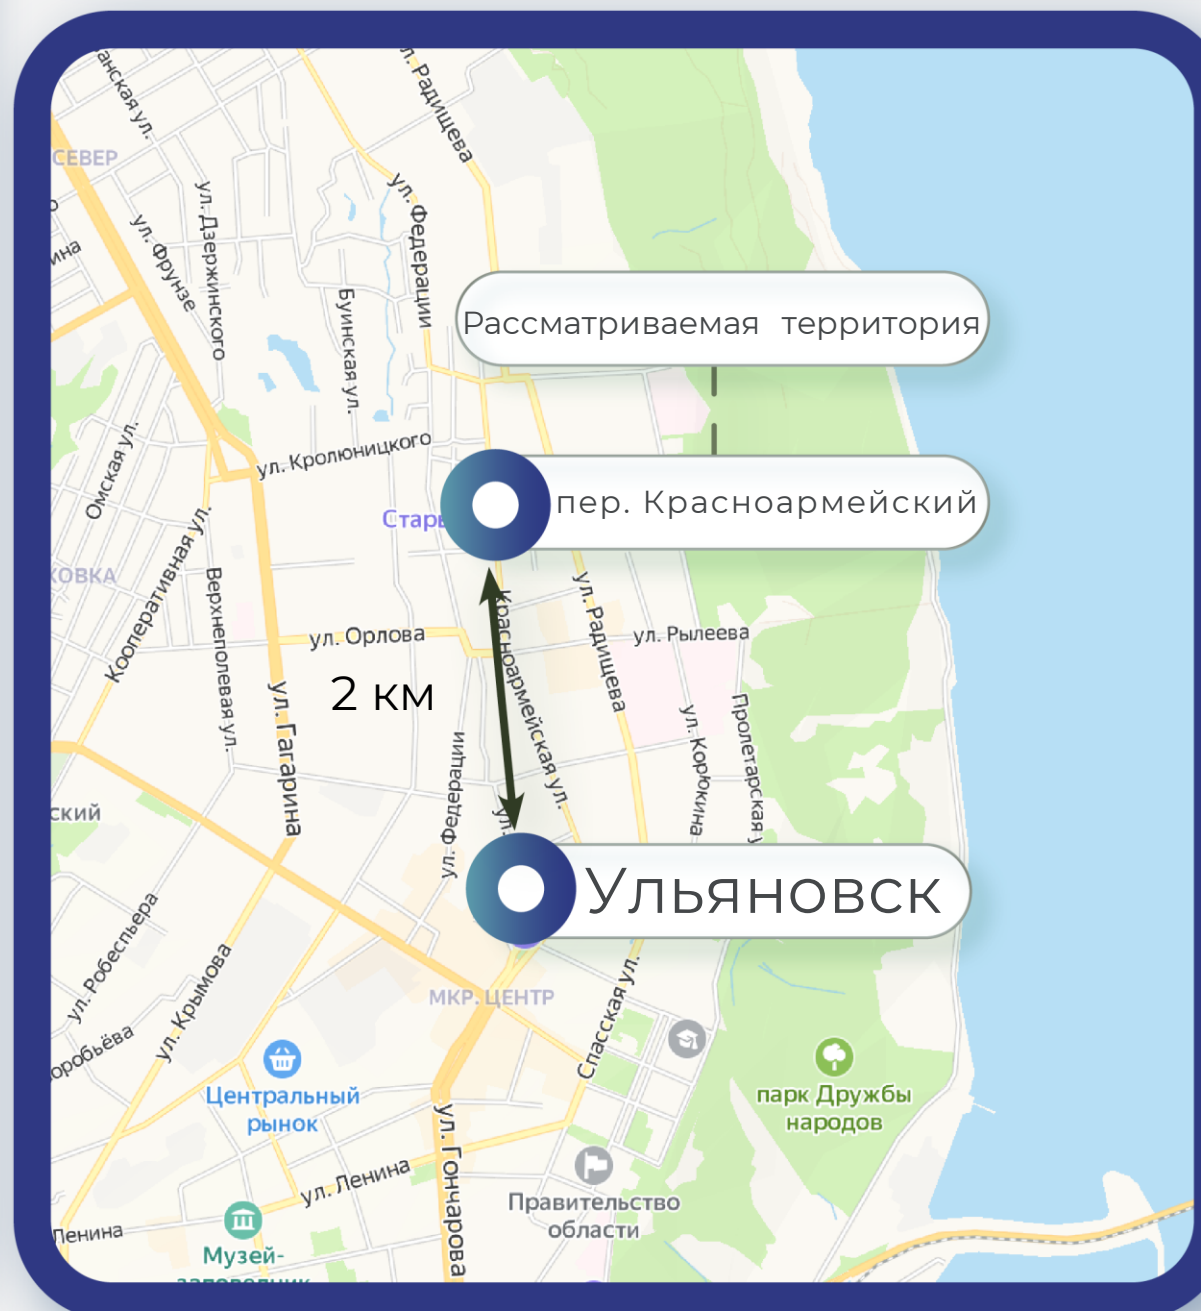 ул. Радищева
СЕВЕР
ул. Федерации
ул. Дзержинского
ул. Фрунзе
Буинская ул.
Рассматриваемая территория
Омская ул.
ул. Кролюницкого
пер. Красноармейский
Кооперативная ул.
Верхнеполевая ул.
ул. Орлова
Красноармейская ул.
ул. Радищева
ул. Рылеева
2 км
ул. Гагарина
ул. Корюкина
Пролетарская
ул. Федерации
ул.
Ульяновск
ул. Робеспьера
ул. Крымова
МКР. ЦЕНТР
Спасская ул.
Центральный
рынок
парк Дружбы
народов
ул. Гончарова
ул. Ленина
Правительство
области
Ленина
Музей-
заповедник